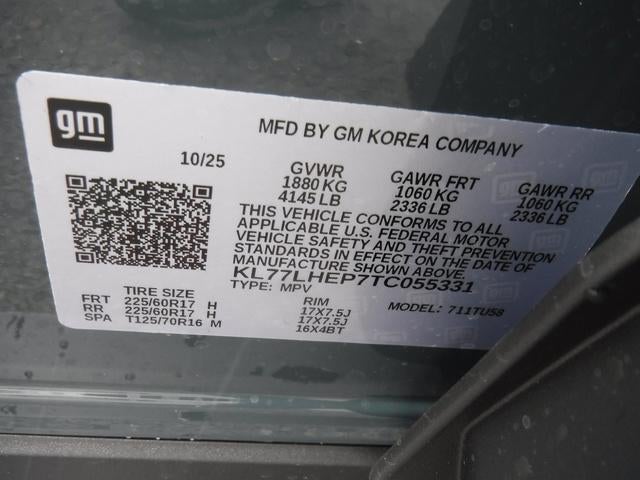 gm
MFD BY GM KOREA COMPANY
10/25
GVWR GAWR FRT GAWR RR
1880 KG 1060 KG 1060 KG
4145 LB 2336 LB 2336 LB
THIS VEHICLE CONFORMS TO ALL
APPLICABLE U.S. FEDERAL MOTOR
VEHICLE SAFETY AND THEFT PREVENTION
STANDARDS IN EFFECT ON THE DATE OF
MANUFACTURE SHOWN ABOVE.
KL77LHEP7TC055331
TYPE: MPV MODEL: 711TU58
TIRE SIZE RIM
FRT 225/60R17 H 17X7.5J
RR 225/60R17 H 17X7.5J
SPA T125/70R16 M 16X4BT